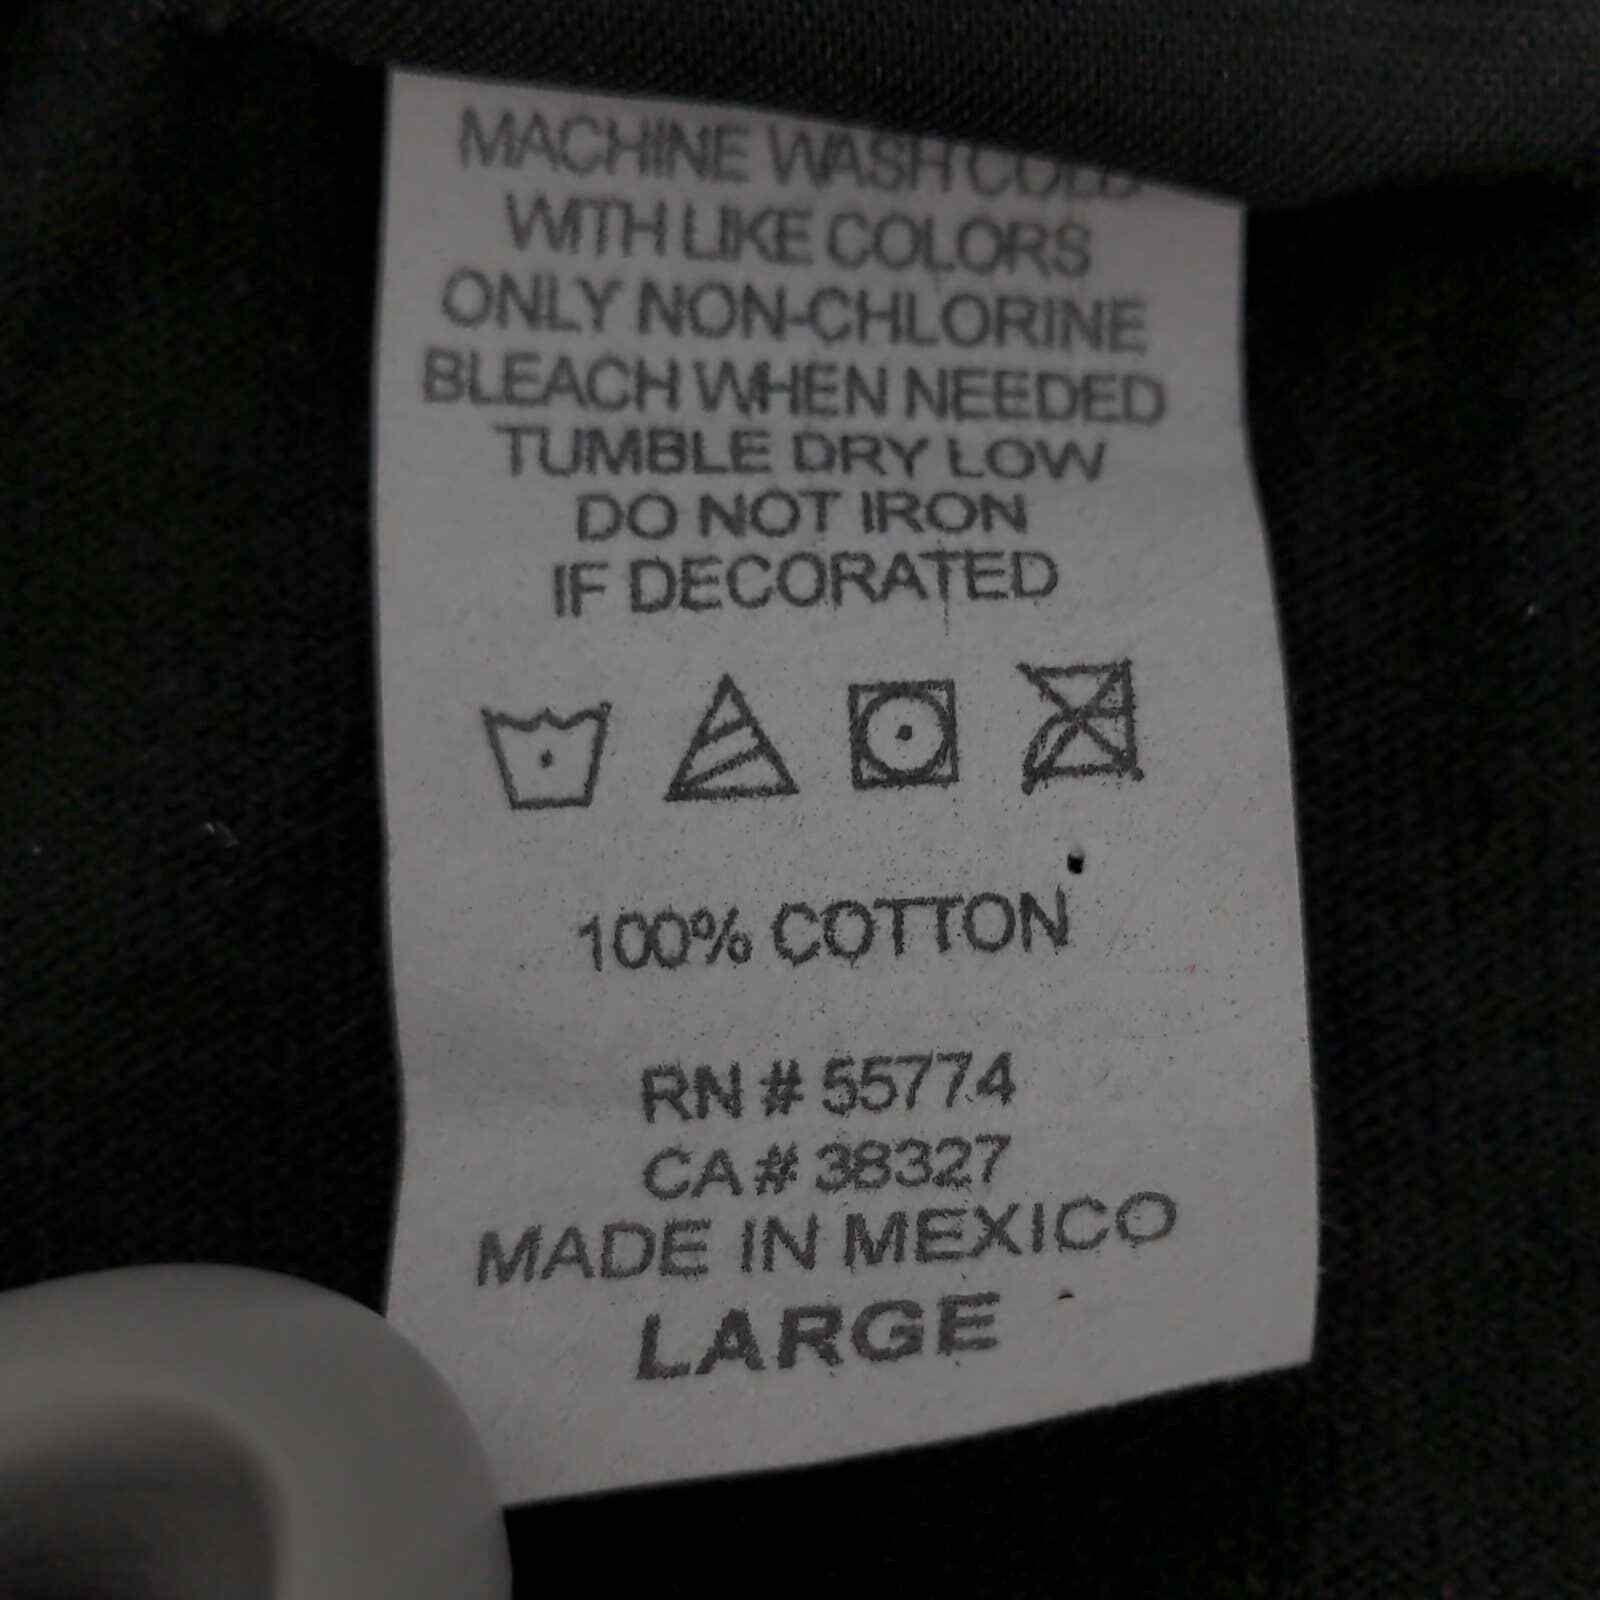 MACHINE WASH COLD
WITH LIKE COLORS
ONLY NON-CHLORINE
BLEACH WHEN NEEDED
TUMBLE DRY LOW
DO NOT IRON
IF DECORATED
100% COTTON
RN # 55774
CA# 38327
MADE IN MEXICO
LARGE